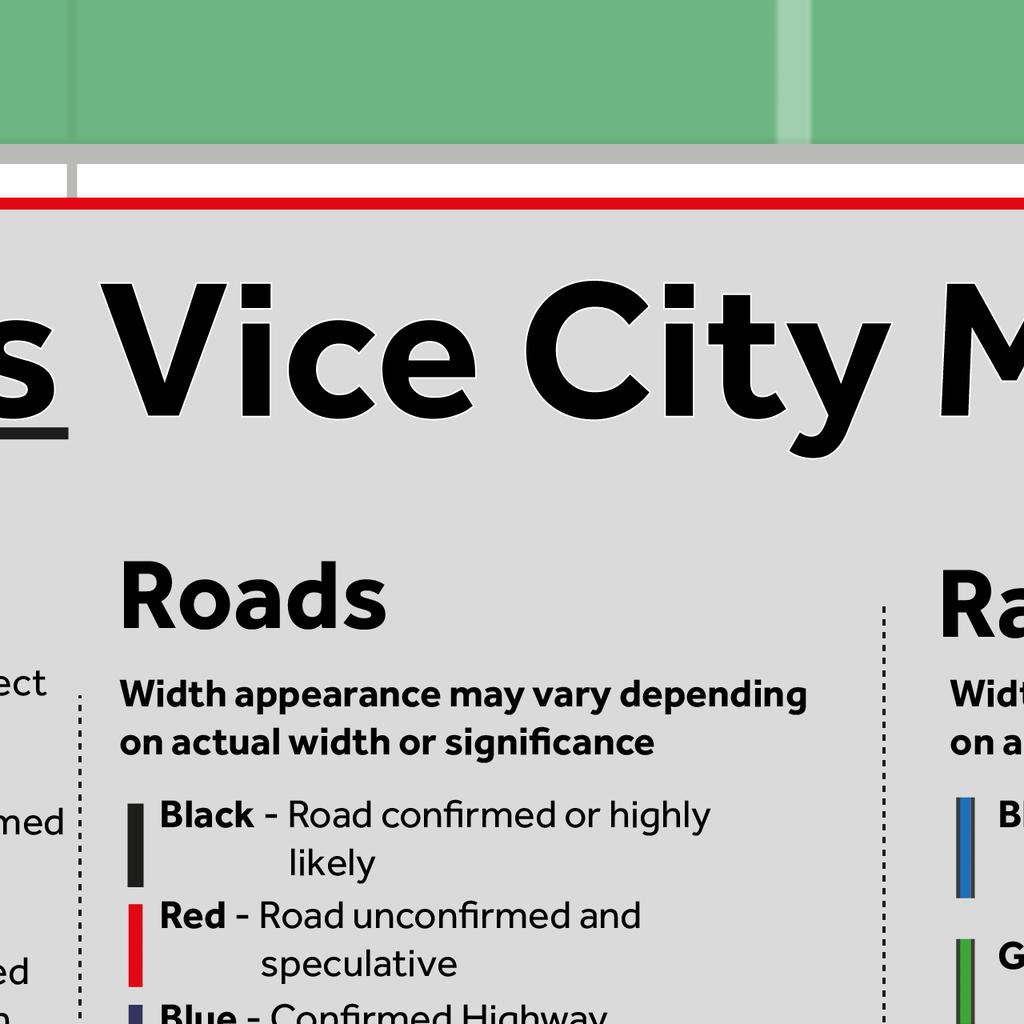 s Vice City M
Roads
Width appearance may vary depending
on actual width or significance
Black - Road confirmed or highly
likely
Red - Road unconfirmed and
speculative
Blue - Confirmed Highway
ect
med
ed
Ra
Widt
on a
Bl
G